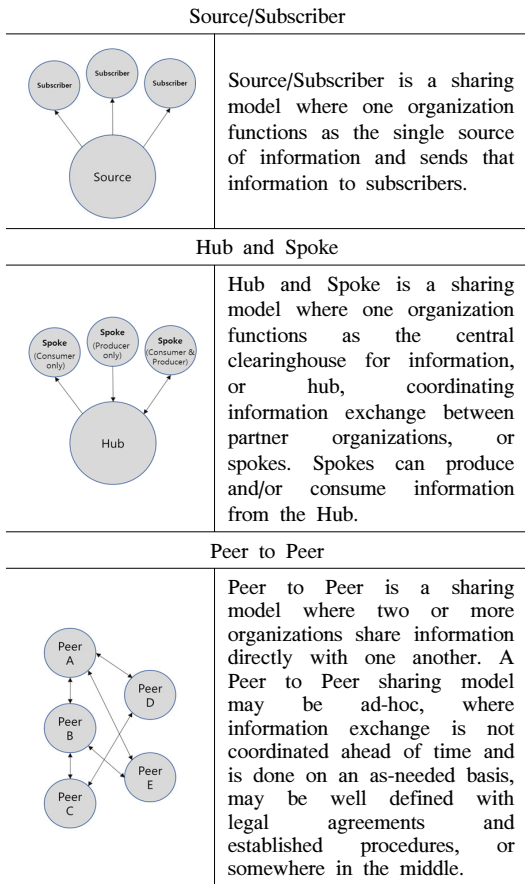 Source/Subscriber
Subscriber
Subscriber
Subscriber
Source
Source/Subscriber is a sharing
model where one organization
functions as the single source
of information and sends that
information to subscribers.
Hub and Spoke
Spoke
(Consumer
only)
Spoke
(Producer
only)
Spoke
(Consumer &
Producer)
Hub
Hub and Spoke is a sharing
model where one organization
functions as the central
clearinghouse for information,
or hub, coordinating
information exchange between
partner organizations, or
spokes. Spokes can produce
and/or consume information
from the Hub.
Peer to Peer
Peer
A
Peer
D
Peer
B
Peer
E
Peer
C
Peer to Peer is a sharing
model where two or more
organizations share information
directly with one another. A
Peer to Peer sharing model
may be ad-hoc, where
information exchange is not
coordinated ahead of time and
is done on an as-needed basis,
may be well defined with
legal agreements and
established procedures, or
somewhere in the middle.